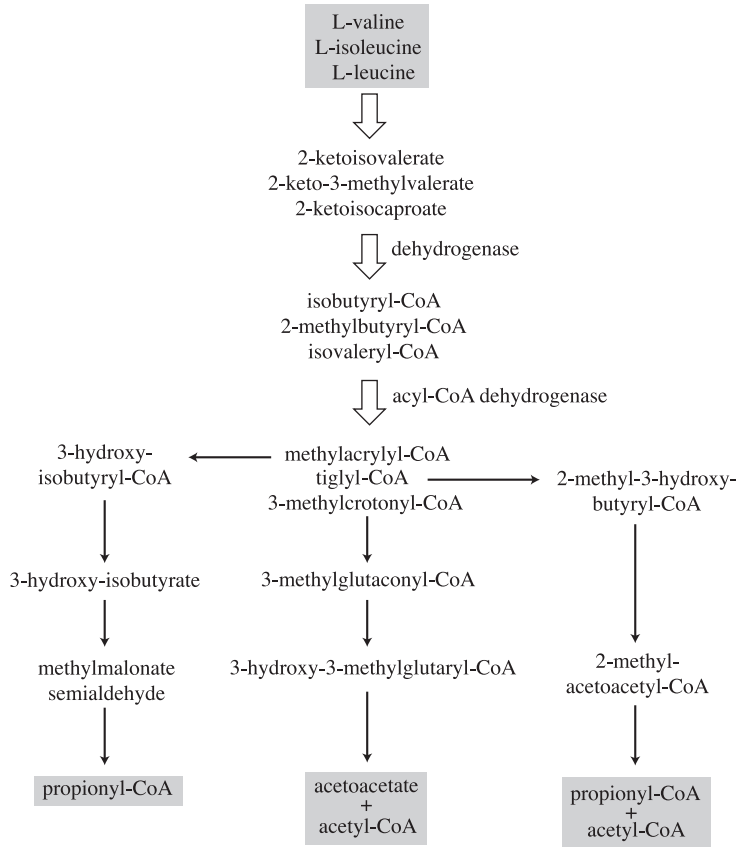 L-valine
L-isoleucine
L-leucine
2-ketoisovalerate
2-keto-3-methylvalerate
2-ketoisocaproate
dehydrogenase
isobutyryl-CoA
2-methylbutyryl-CoA
isovaleryl-CoA
acyl-CoA dehydrogenase
3-hydroxy-
isobutyryl-CoA
methylacrylyl-CoA
tiglyl-CoA
3-methylcrotonyl-CoA
2-methyl-3-hydroxy-
butyryl-CoA
3-hydroxy-isobutyrate
3-methylglutaconyl-CoA
methylmalonate
semialdehyde
3-hydroxy-3-methylglutaryl-CoA
2-methyl-
acetoacetyl-CoA
propionyl-CoA
acetoacetate
+
acetyl-CoA
propionyl-CoA
+
acetyl-CoA